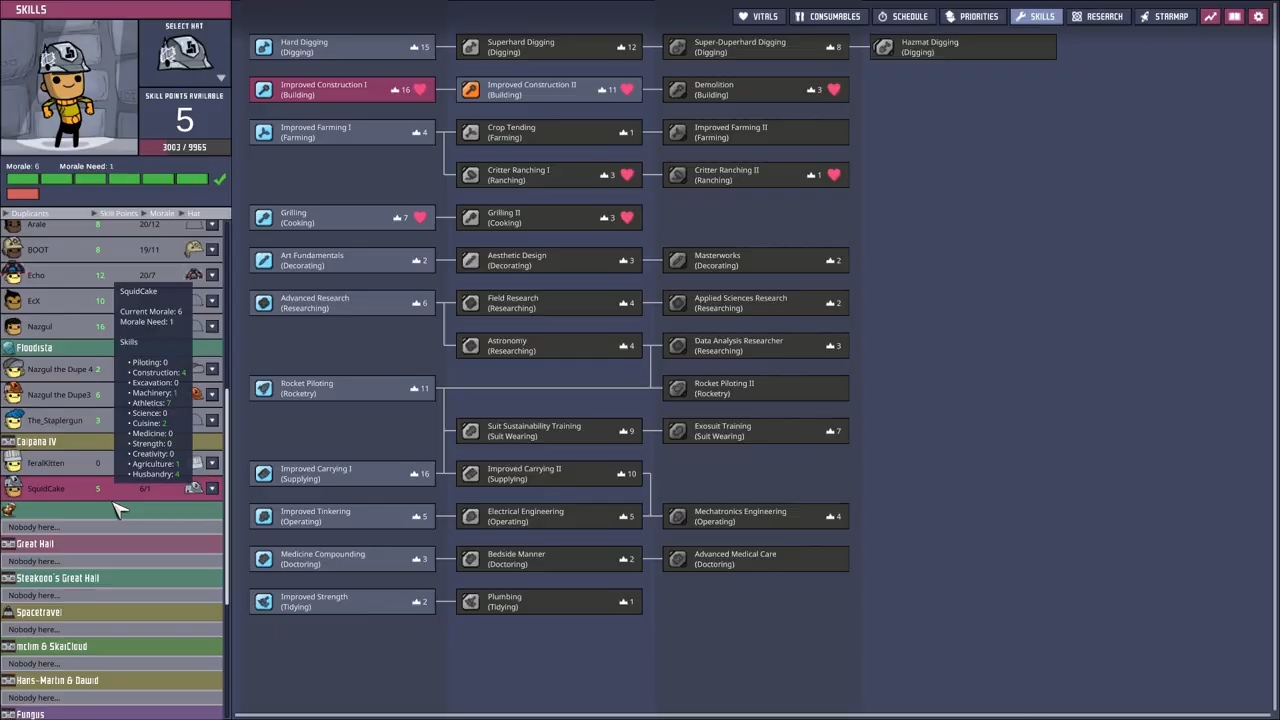 SKILLS
VITALS
CONSUMABLES
SCHEDULE
PRIORITIES
SKILLS
RESEARCH
STARMAP
SELECT HAT
SKILL POINTS AVAILABLE
5
3003 / 9965
Morale: 6
Morale Need: 1
Duplicants
Skill Points
Morale
Hat
Arale 8 20/12
BOOT 8 19/11
Echo 12 20/7
EcX 10
Nazgul 16
Floodista
Nazgul the Dupe 4 2
Nazgul the Dupe3 6
The_Staplergun 3
Calpana IV
feralKitten 0
SquidCake 5 6/1
Nobody here...
Great Hall
Nobody here...
Steakooo's Great Hall
Nobody here...
Spacetravel
Nobody here...
mclim & SkaiCloud
Nobody here...
Hans-Martin & Dawid
Nobody here...
Fungus
SquidCake
Current Morale: 6
Morale Need: 1
Skills
• Piloting: 0
• Construction: 4
• Excavation: 0
• Machinery: 1
• Athletics: 7
• Science: 0
• Cuisine: 2
• Medicine: 0
• Strength: 0
• Creativity: 0
• Agriculture: 1
• Husbandry: 4
Hard Digging
(Digging)
15
Superhard Digging
(Digging)
12
Super-Duperhard Digging
(Digging)
8
Hazmat Digging
(Digging)
Improved Construction I
(Building)
16
Improved Construction II
(Building)
11
Demolition
(Building)
3
Improved Farming I
(Farming)
4
Crop Tending
(Farming)
1
Improved Farming II
(Farming)
Critter Ranching I
(Ranching)
3
Critter Ranching II
(Ranching)
1
Grilling
(Cooking)
7
Grilling II
(Cooking)
3
Art Fundamentals
(Decorating)
2
Aesthetic Design
(Decorating)
3
Masterworks
(Decorating)
2
Advanced Research
(Researching)
6
Field Research
(Researching)
4
Applied Sciences Research
(Researching)
2
Astronomy
(Researching)
4
Data Analysis Researcher
(Researching)
3
Rocket Piloting
(Rocketry)
11
Rocket Piloting II
(Rocketry)
Suit Sustainability Training
(Suit Wearing)
9
Exosuit Training
(Suit Wearing)
7
Improved Carrying I
(Supplying)
16
Improved Carrying II
(Supplying)
10
Improved Tinkering
(Operating)
5
Electrical Engineering
(Operating)
5
Mechatronics Engineering
(Operating)
4
Medicine Compounding
(Doctoring)
3
Bedside Manner
(Doctoring)
2
Advanced Medical Care
(Doctoring)
Improved Strength
(Tidying)
2
Plumbing
(Tidying)
1